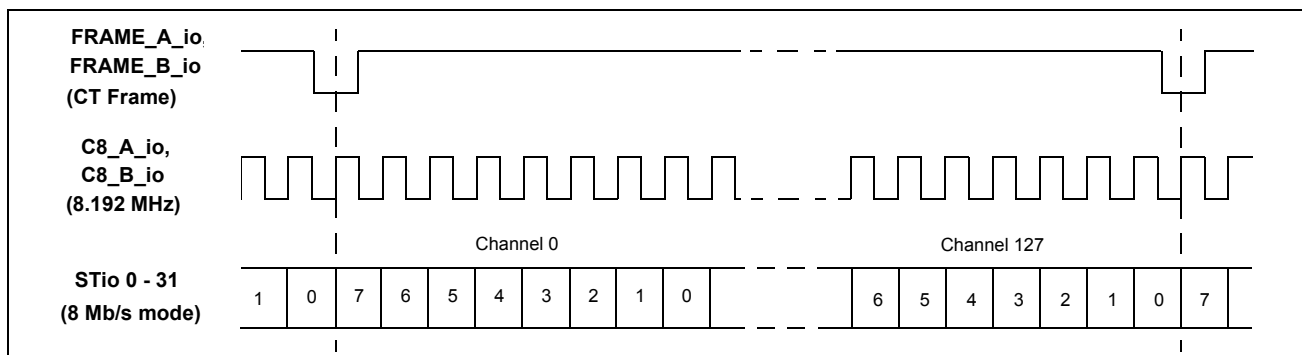 FRAME_A_io,
FRAME_B_io
(CT Frame)
C8_A_io,
C8_B_io
(8.192 MHz)
Channel 0
Channel 127
STio 0 - 31
(8 Mb/s mode)
1 0 7 6 5 4 3 2 1 0 6 5 4 3 2 1 0 7